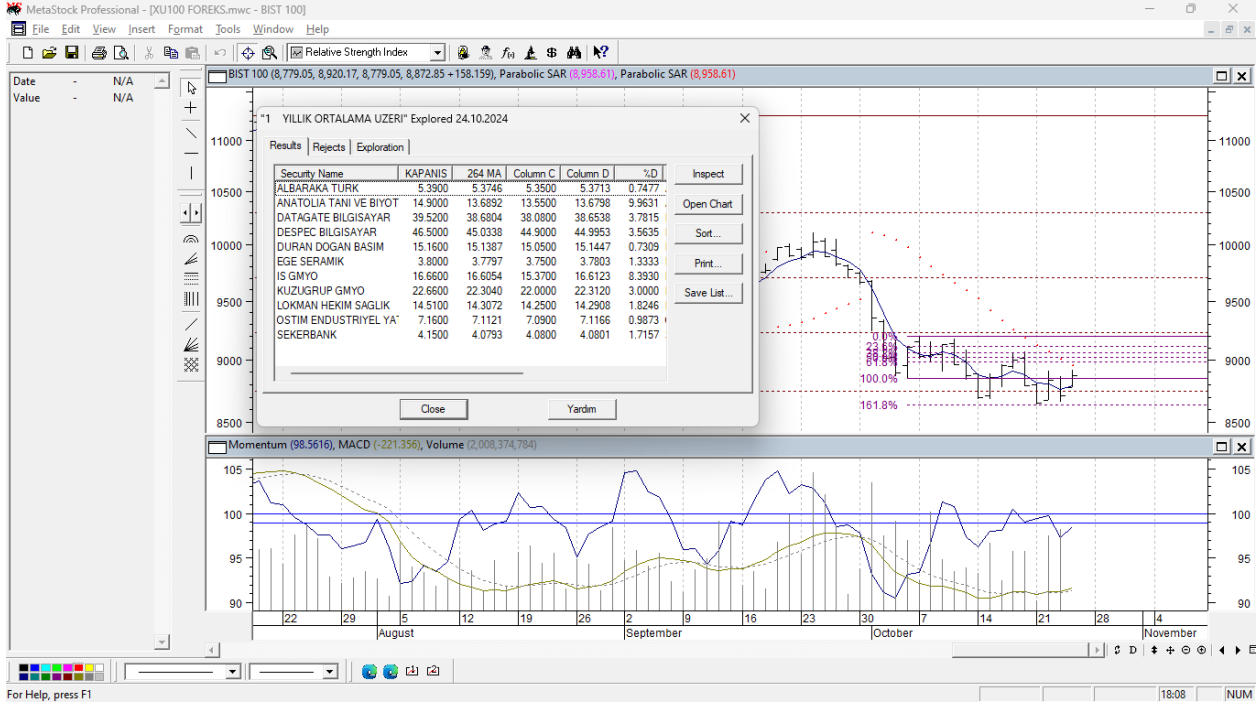 MetaStock Professional - [XU100 FOREKS.mwc - BIST 100]
File Edit View Insert Format Tools Window Help
Relative Strength Index
Date - N/A
Value - N/A
BIST 100 (8,779.05, 8,920.17, 8,779.05, 8,872.85 +158.159), Parabolic SAR (8,958.61), Parabolic SAR (8,958.61)
"1 YILLIK ORTALAMA UZERI" Explored 24.10.2024
Results Rejects Exploration
Security Name KAPANIS 264 MA Column C Column D %D
ALBARAKA TURK 5.3900 5.3746 5.3500 5.3713 0.7477
ANATOLIA TANI VE BIYOT 14.9000 13.6892 13.5500 13.6798 9.9631
DATAGATE BILGISAYAR 39.5200 38.6804 38.0800 38.6538 3.7815
DESPEC BILGISAYAR 46.5000 45.0338 44.9000 44.9953 3.5635
DURAN DOGAN BASIM 15.1600 15.1387 15.0500 15.1447 0.7309
EGE SERAMIK 3.8000 3.7797 3.7500 3.7803 1.3333
IS GMYO 16.6600 16.6054 15.3700 16.6123 8.3930
KUZUGRUP GMYO 22.6600 22.3040 22.0000 22.3120 3.0000
LOKMAN HEKIM SAGLIK 14.5100 14.3072 14.2500 14.2908 1.8246
OSTIM ENDUSTRIYEL YA 7.1600 7.1121 7.0900 7.1166 0.9873
SEKERBANK 4.1500 4.0793 4.0800 4.0801 1.7157
Inspect
Open Chart
Sort...
Print...
Save List...
Close Yardim
11000 11000
10500 10500
10000 10000
9500 9500
9000 9000
8500 8500
0.0%
23.6%
61.8%
100.0%
161.8%
Momentum (98.5616), MACD (-221.356), Volume (2,008,374,784)
105 105
100 100
95 95
90 90
22 29 5 12 19 26 2 9 16 23 30 7 14 21 28 4
August September October November
D
For Help, press F1
18:08 NUM